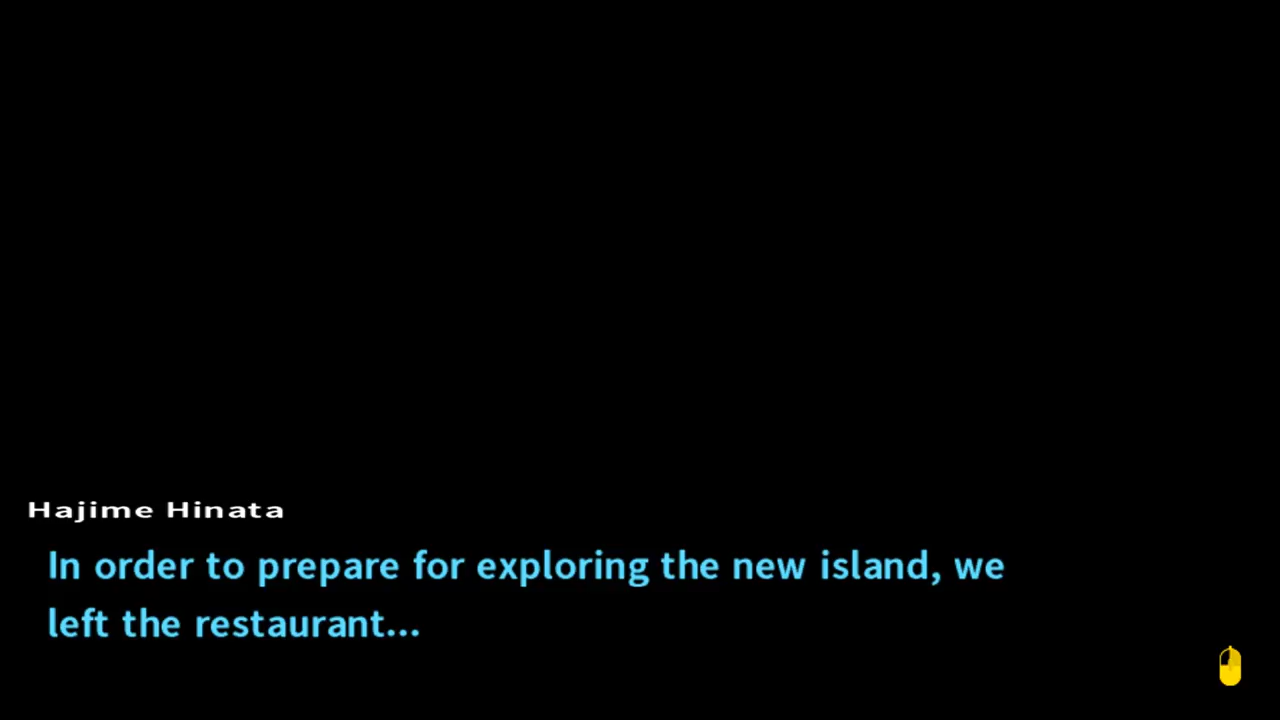 Hajime Hinata
In order to prepare for exploring the new island, we
left the restaurant...